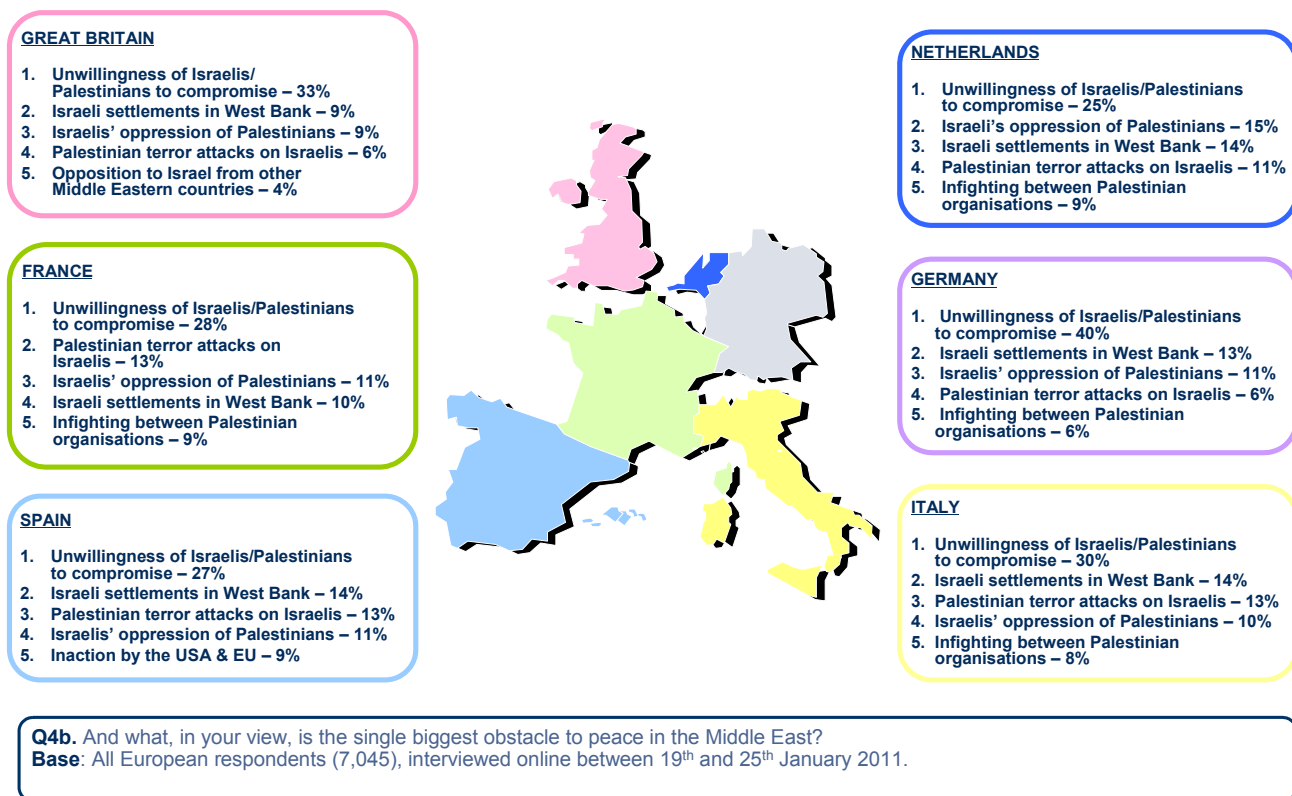 GREAT BRITAIN
1. Unwillingness of Israelis/
Palestinians to compromise – 33%
2. Israeli settlements in West Bank – 9%
3. Israelis’ oppression of Palestinians – 9%
4. Palestinian terror attacks on Israelis – 6%
5. Opposition to Israel from other
Middle Eastern countries – 4%
FRANCE
1. Unwillingness of Israelis/Palestinians
to compromise – 28%
2. Palestinian terror attacks on
Israelis – 13%
3. Israelis’ oppression of Palestinians – 11%
4. Israeli settlements in West Bank – 10%
5. Infighting between Palestinian
organisations – 9%
SPAIN
1. Unwillingness of Israelis/Palestinians
to compromise – 27%
2. Israeli settlements in West Bank – 14%
3. Palestinian terror attacks on Israelis – 13%
4. Israelis’ oppression of Palestinians – 11%
5. Inaction by the USA & EU – 9%
NETHERLANDS
1. Unwillingness of Israelis/Palestinians
to compromise – 25%
2. Israeli’s oppression of Palestinians – 15%
3. Israeli settlements in West Bank – 14%
4. Palestinian terror attacks on Israelis – 11%
5. Infighting between Palestinian
organisations – 9%
GERMANY
1. Unwillingness of Israelis/Palestinians
to compromise – 40%
2. Israeli settlements in West Bank – 13%
3. Israelis’ oppression of Palestinians – 11%
4. Palestinian terror attacks on Israelis – 6%
5. Infighting between Palestinian
organisations – 6%
ITALY
1. Unwillingness of Israelis/Palestinians
to compromise – 30%
2. Israeli settlements in West Bank – 14%
3. Palestinian terror attacks on Israelis – 13%
4. Israelis’ oppression of Palestinians – 10%
5. Infighting between Palestinian
organisations – 8%
Q4b. And what, in your view, is the single biggest obstacle to peace in the Middle East?
Base: All European respondents (7,045), interviewed online between 19th and 25th January 2011.